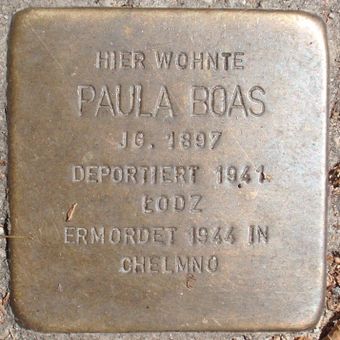 HIER WOHNTE
PAULA BOAS
JG. 1897
DEPORTIERT 1941
ŁODZ
ERMORDET 1944 IN
CHELMNO